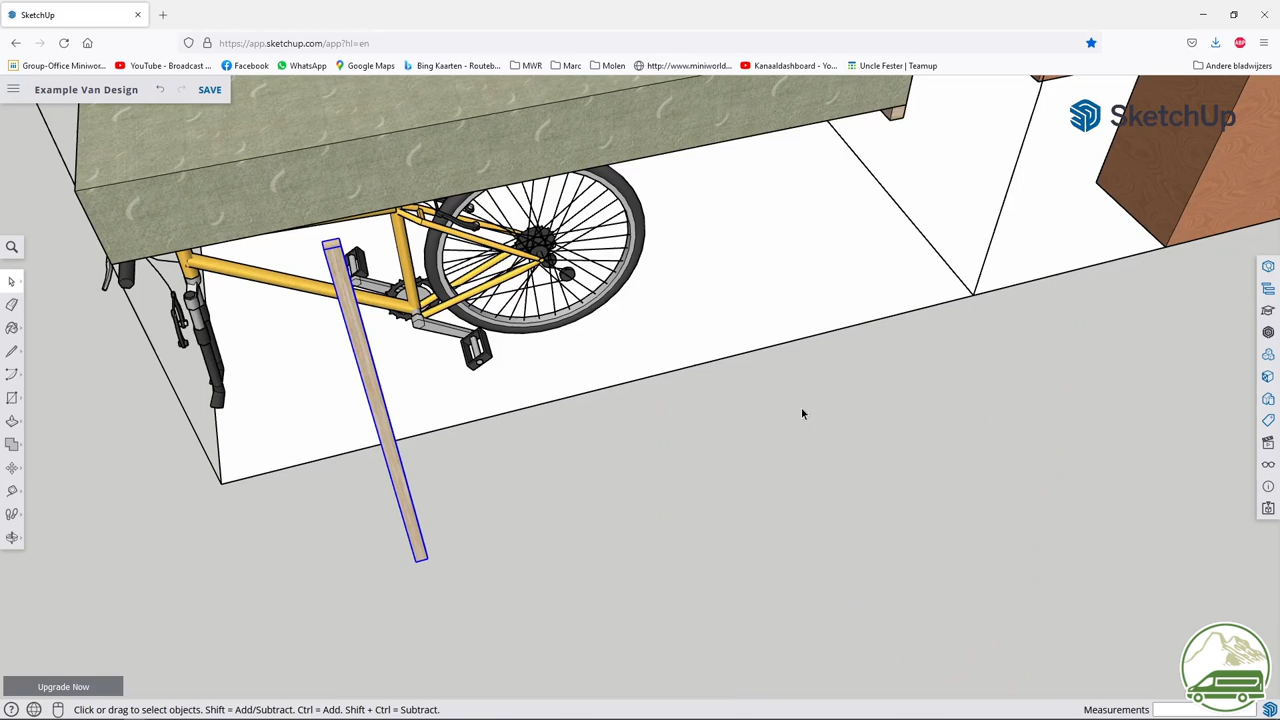 SketchUp
https://app.sketchup.com/app?hl=en
Group-Office Miniwor...
YouTube - Broadcast ...
Facebook
WhatsApp
Google Maps
Bing Kaarten - Routeb...
MWR
Marc
Molen
http://www.miniworld...
Kanaaldashboard - Yo...
Uncle Fester | Teamup
Andere bladwijzers
Example Van Design
SAVE
SketchUp
Upgrade Now
Click or drag to select objects. Shift = Add/Subtract. Ctrl = Add. Shift + Ctrl = Subtract.
Measurements